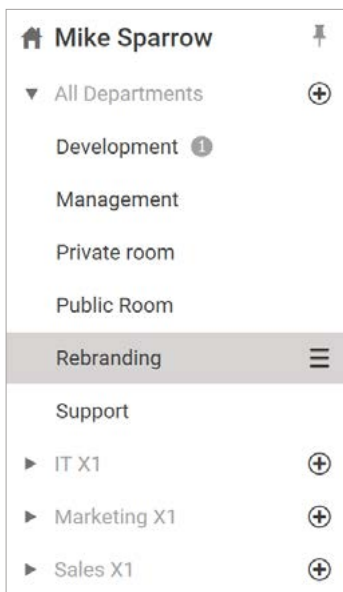 Mike Sparrow
All Departments
Development 1
Management
Private room
Public Room
Rebranding
Support
IT X1
Marketing X1
Sales X1